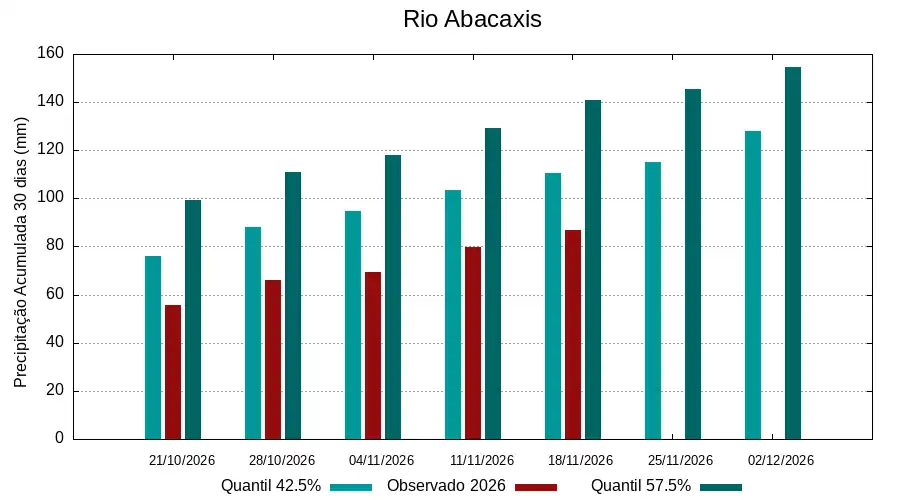 Rio Abacaxis
Precipitação Acumulada 30 dias (mm)
160
140
120
100
80
60
40
20
0
21/10/2026 28/10/2026 04/11/2026 11/11/2026 18/11/2026 25/11/2026 02/12/2026
Quantil 42.5% Observado 2026 Quantil 57.5%